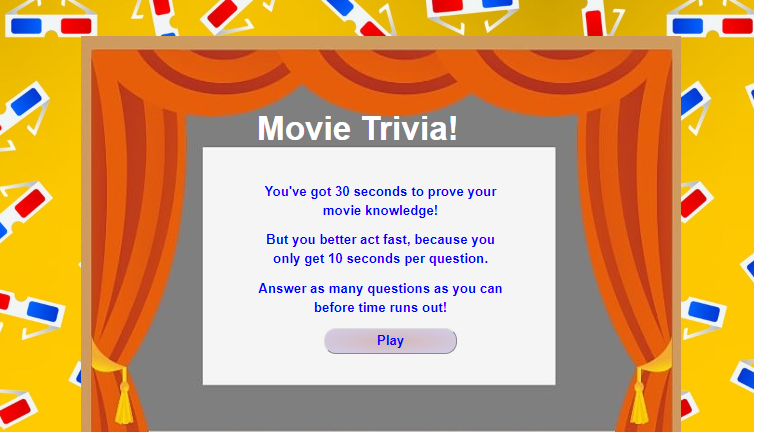 Movie Trivia!
You've got 30 seconds to prove your
movie knowledge!
But you better act fast, because you
only get 10 seconds per question.
Answer as many questions as you can
before time runs out!
Play